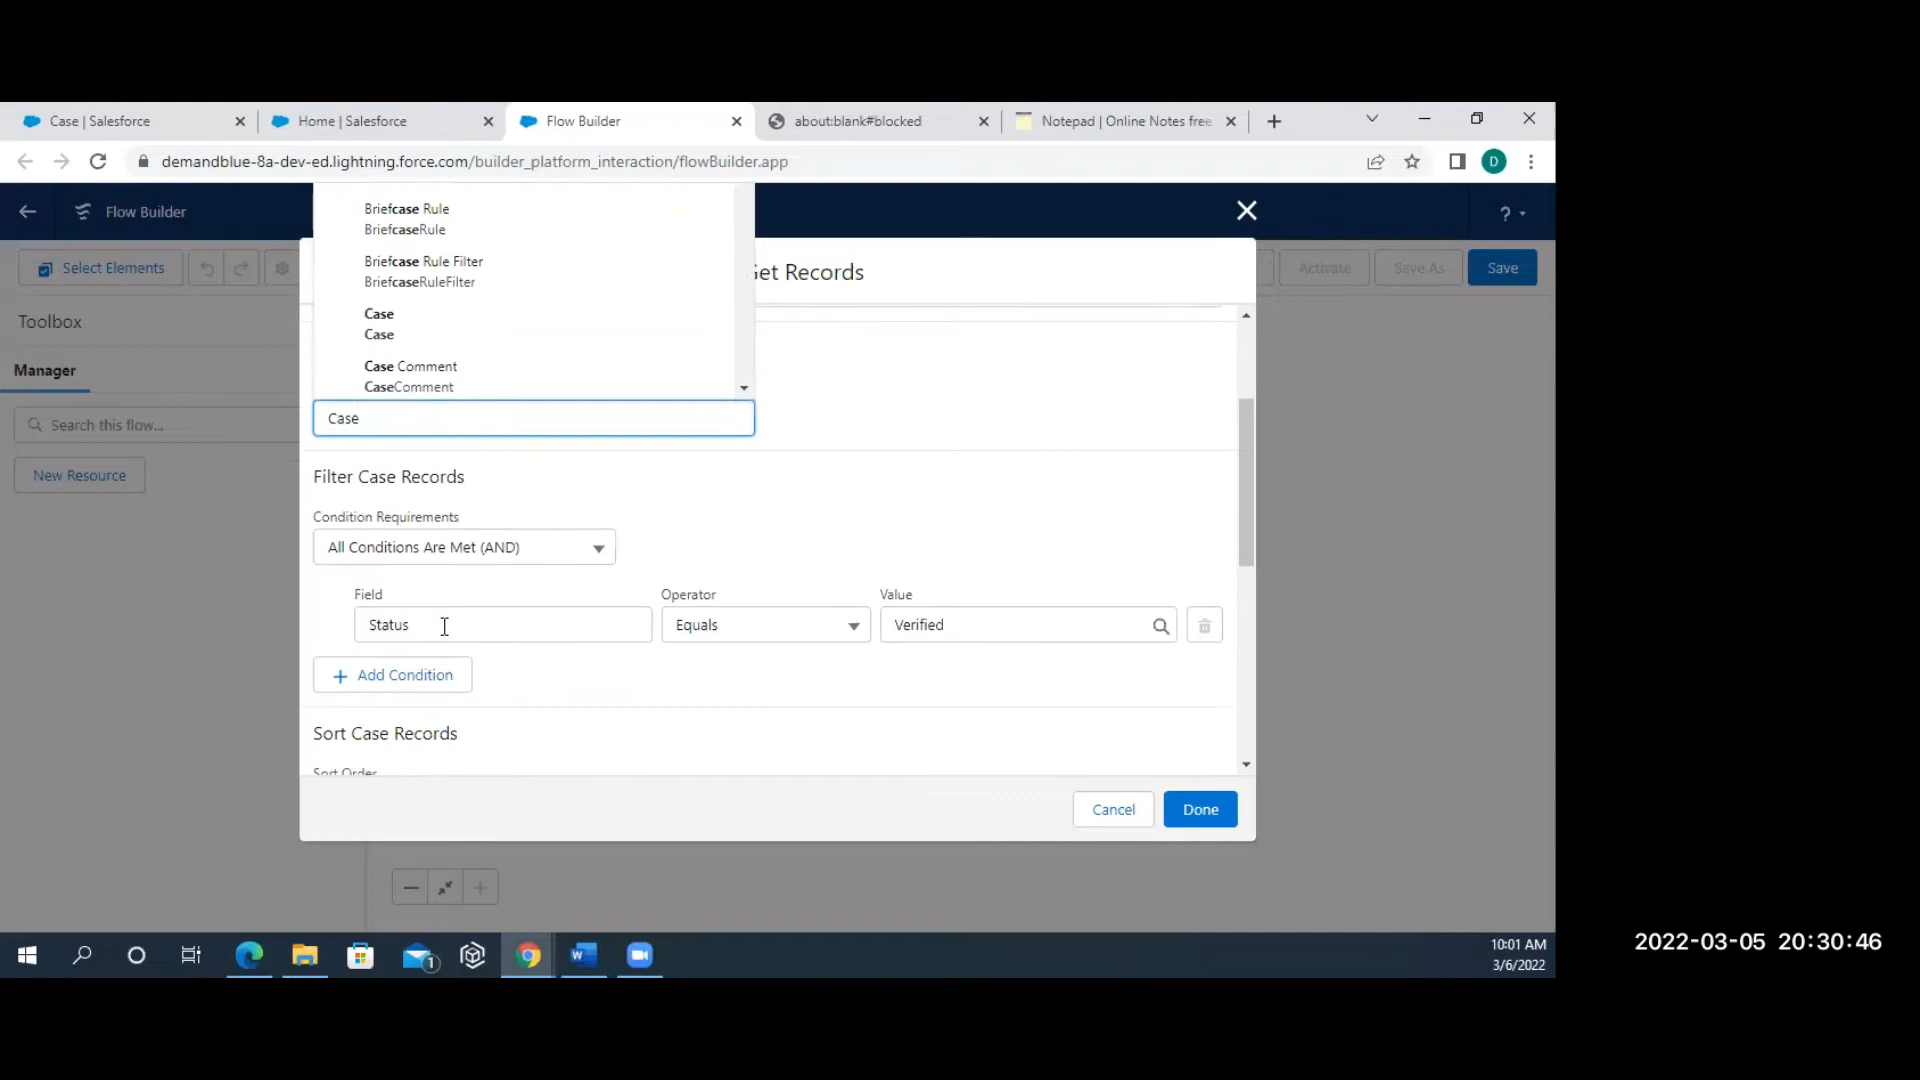 Case | Salesforce
Home | Salesforce
Flow Builder
about:blank#blocked
Notepad | Online Notes free
demandblue-8a-dev-ed.lightning.force.com/builder_platform_interaction/flowBuilder.app
D
Flow Builder
?
Select Elements
Get Records
Activate
Save As
Save
Toolbox
Manager
Search this flow...
New Resource
Briefcase Rule
BriefcaseRule
Briefcase Rule Filter
BriefcaseRuleFilter
Case
Case
Case Comment
CaseComment
Case
Filter Case Records
Condition Requirements
All Conditions Are Met (AND)
Field
Operator
Value
Status
Equals
Verified
Add Condition
Sort Case Records
Sort Order
Cancel
Done
1
10:01 AM
3/6/2022
2022-03-05 20:30:46